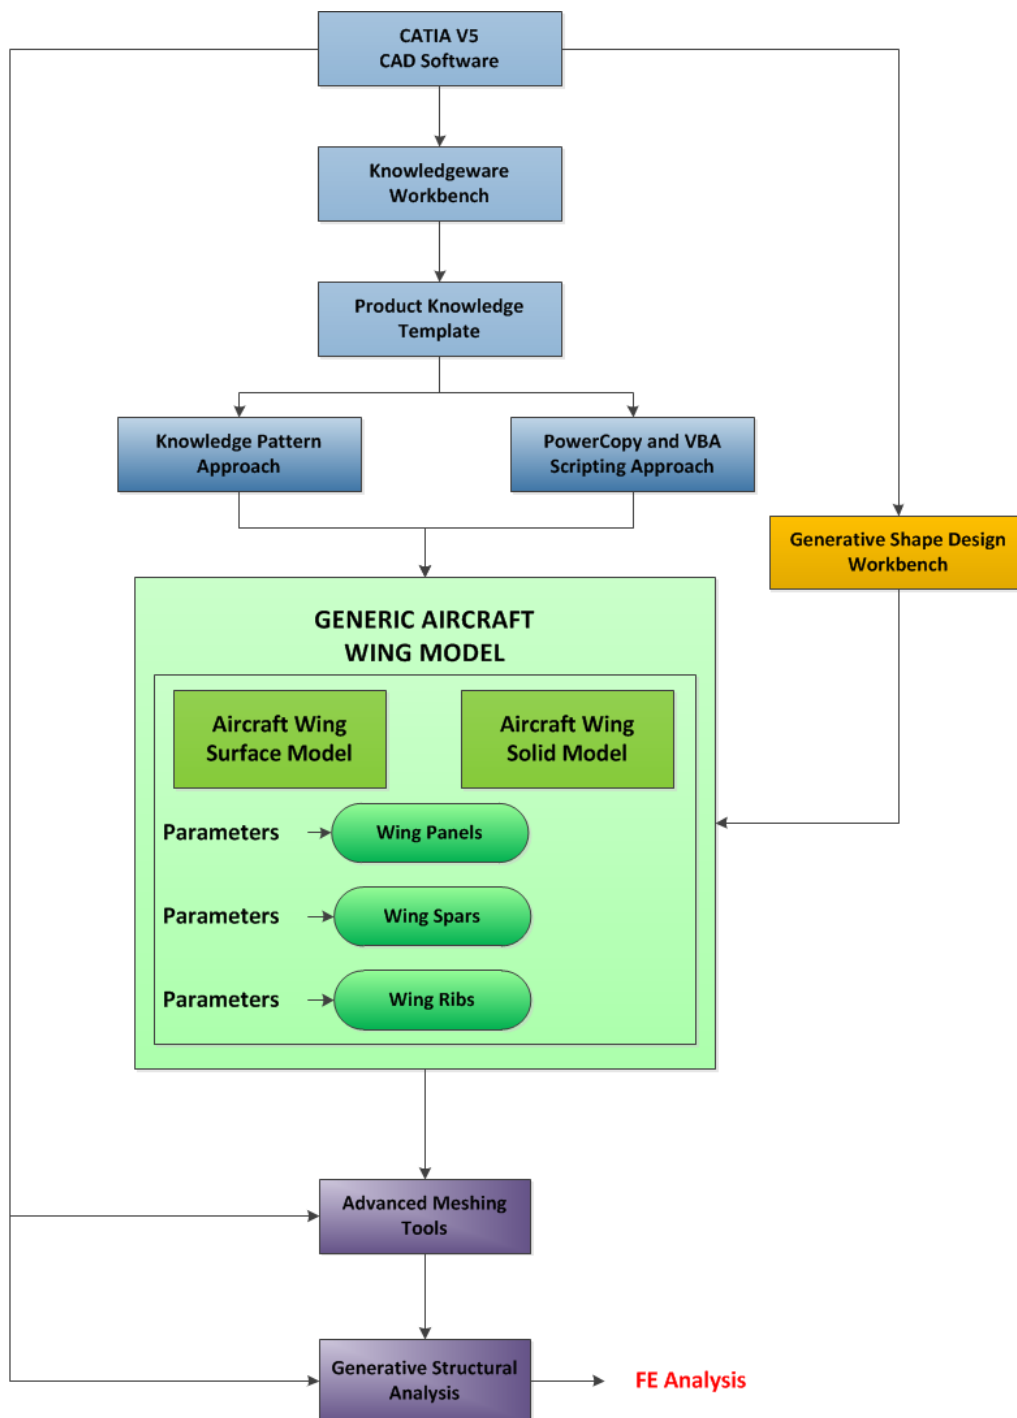 CATIA V5
CAD Software
Knowledgeware
Workbench
Product Knowledge
Template
Knowledge Pattern
Approach
PowerCopy and VBA
Scripting Approach
Generative Shape Design
Workbench
GENERIC AIRCRAFT
WING MODEL
Aircraft Wing
Surface Model
Aircraft Wing
Solid Model
Parameters
Wing Panels
Parameters
Wing Spars
Parameters
Wing Ribs
Advanced Meshing
Tools
Generative Structural
Analysis
FE Analysis